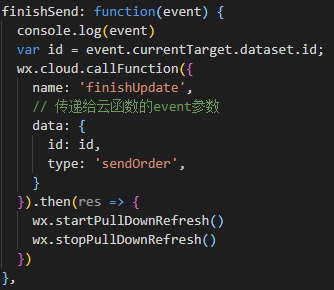 finishSend: function(event) {
console.log(event)
var id = event.currentTarget.dataset.id;
wx.cloud.callFunction({
name: 'finishUpdate',
// 传递给云函数的event参数
data: {
id: id,
type: 'sendOrder',
}
}).then(res => {
wx.startPullDownRefresh()
wx.stopPullDownRefresh()
})
},